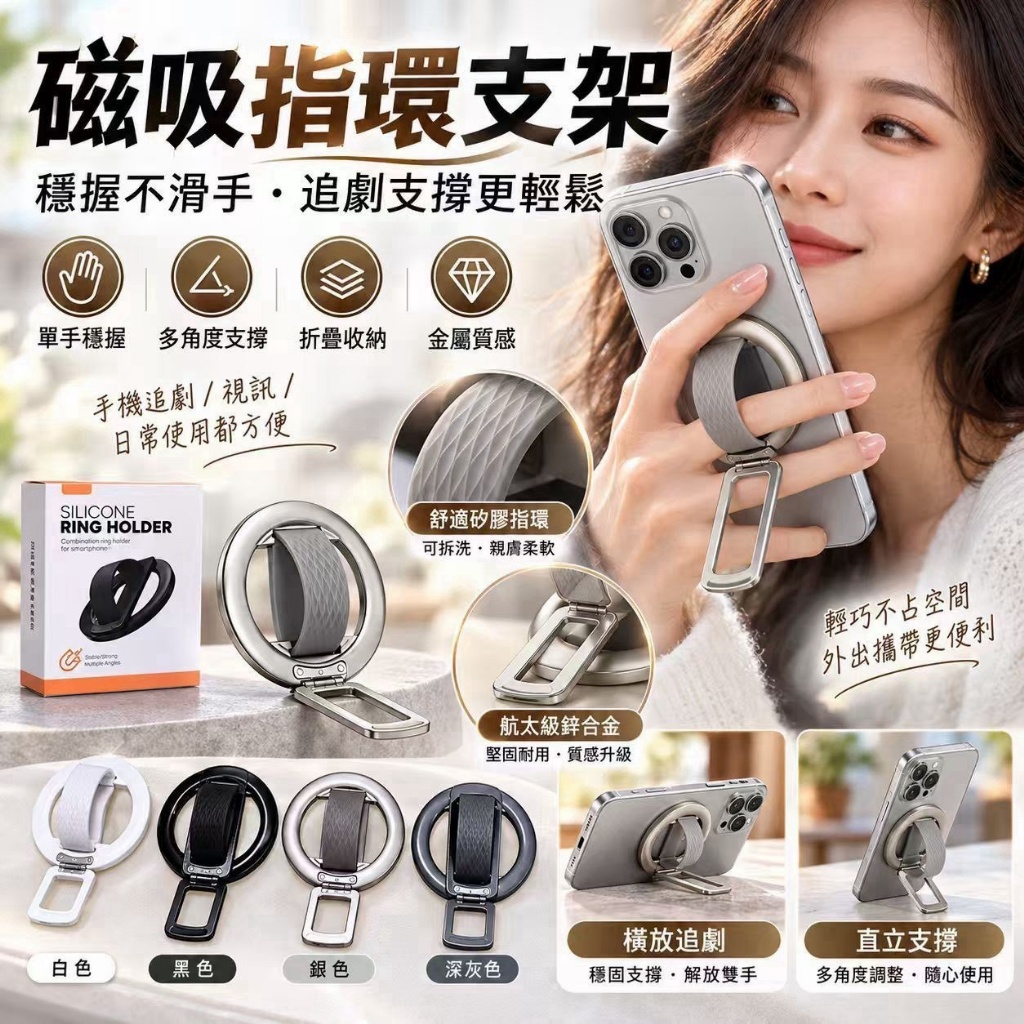 磁吸指環支架
穩握不滑手・追劇支撐更輕鬆
單手穩握
多角度支撐
折疊收納
金屬質感
手機追劇 / 視訊 /
日常使用都方便
SILICONE
RING HOLDER
Combination ring holder
for smartphone
Stable/Strong
Multiple Angles
舒適矽膠指環
可拆洗・親膚柔軟
航太級鋅合金
堅固耐用・質感升級
輕巧不占空間
外出攜帶更便利
白色
黑色
銀色
深灰色
橫放追劇
穩固支撐・解放雙手
直立支撐
多角度調整・隨心使用